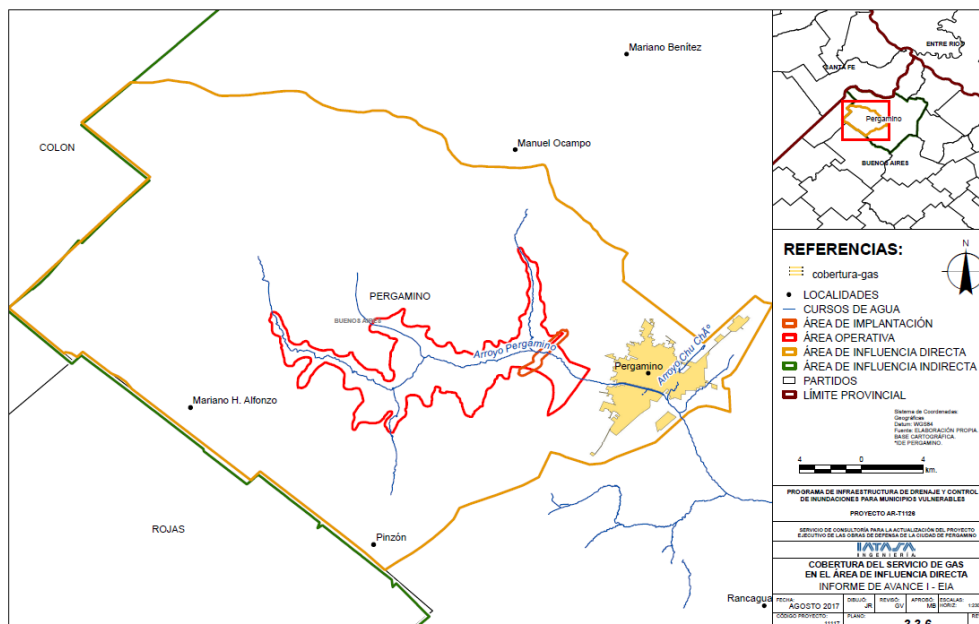 Mariano Benítez
COLON
Manuel Ocampo
PERGAMINO
BUENOS AIRES
Arroyo Pergamino
Pergamino
Arroyo Chu Chú
Mariano H. Alfonzo
ROJAS
Pinzón
Rancagua
ENTRE RIOS
SANTA FE
Pergamino
BUENOS AIRES
REFERENCIAS:
N
cobertura-gas
LOCALIDADES
CURSOS DE AGUA
ÁREA DE IMPLANTACIÓN
ÁREA OPERATIVA
ÁREA DE INFLUENCIA DIRECTA
ÁREA DE INFLUENCIA INDIRECTA
PARTIDOS
LÍMITE PROVINCIAL
Sistema de Coordenadas:
Geográficas
Datum: WGS84
Fuente: ELABORACIÓN PROPIA.
BASE CARTOGRÁFICA.
*IDE PERGAMINO.
4 0 4
km.
PROGRAMA DE INFRAESTRUCTURA DE DRENAJE Y CONTROL
DE INUNDACIONES PARA MUNICIPIOS VULNERABLES
PROYECTO AR-T1126
SERVICIO DE CONSULTORÍA PARA LA ACTUALIZACIÓN DEL PROYECTO
EJECUTIVO DE LAS OBRAS DE DEFENSA DE LA CIUDAD DE PERGAMINO
IATASA
INGENIERÍA
COBERTURA DEL SERVICIO DE GAS
EN EL ÁREA DE INFLUENCIA DIRECTA
INFORME DE AVANCE I - EIA
FECHA: DIBUJÓ: REVISÓ: APROBÓ: ESCALAS:
AGOSTO 2017 JR GV MB HORIZ:
CÓDIGO PROYECTO: PLANO: